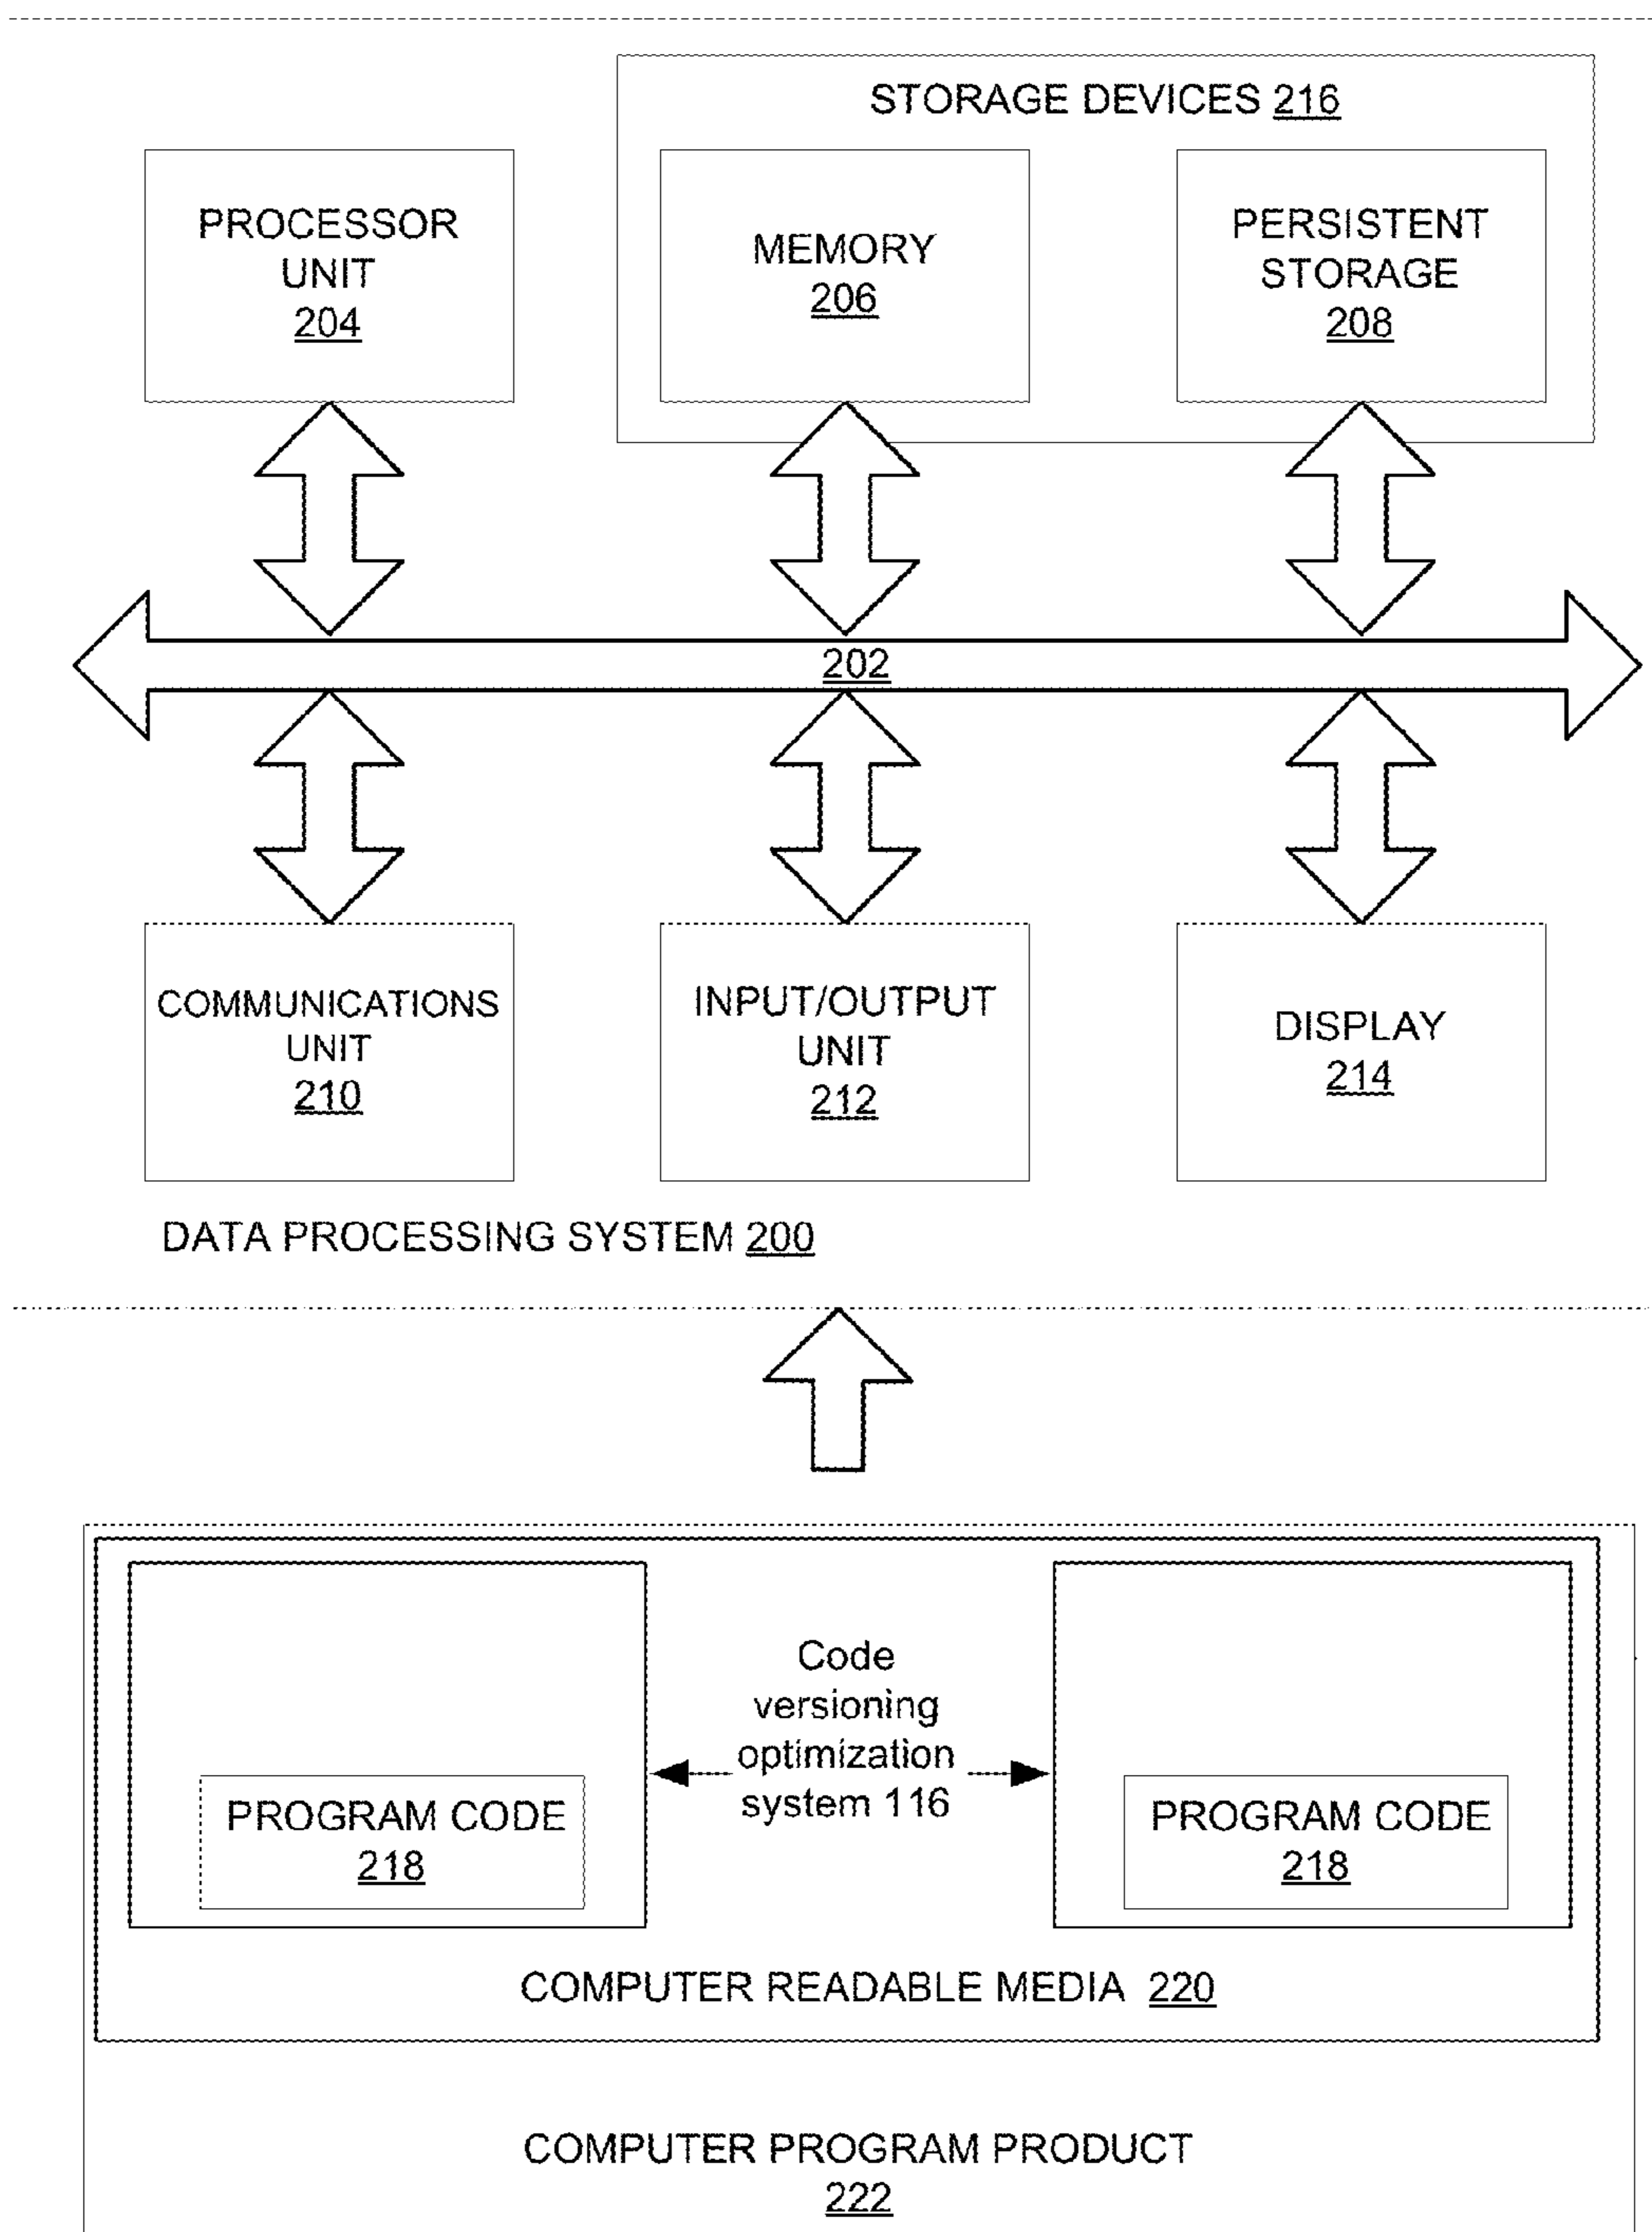 STORAGE DEVICES 216
PROCESSOR
UNIT
204
MEMORY
206
PERSISTENT
STORAGE
208
202
COMMUNICATIONS
UNIT
210
INPUT/OUTPUT
UNIT
212
DISPLAY
214
DATA PROCESSING SYSTEM 200
Code
versioning
optimization
system 116
PROGRAM CODE
218
PROGRAM CODE
218
COMPUTER READABLE MEDIA 220
COMPUTER PROGRAM PRODUCT
222